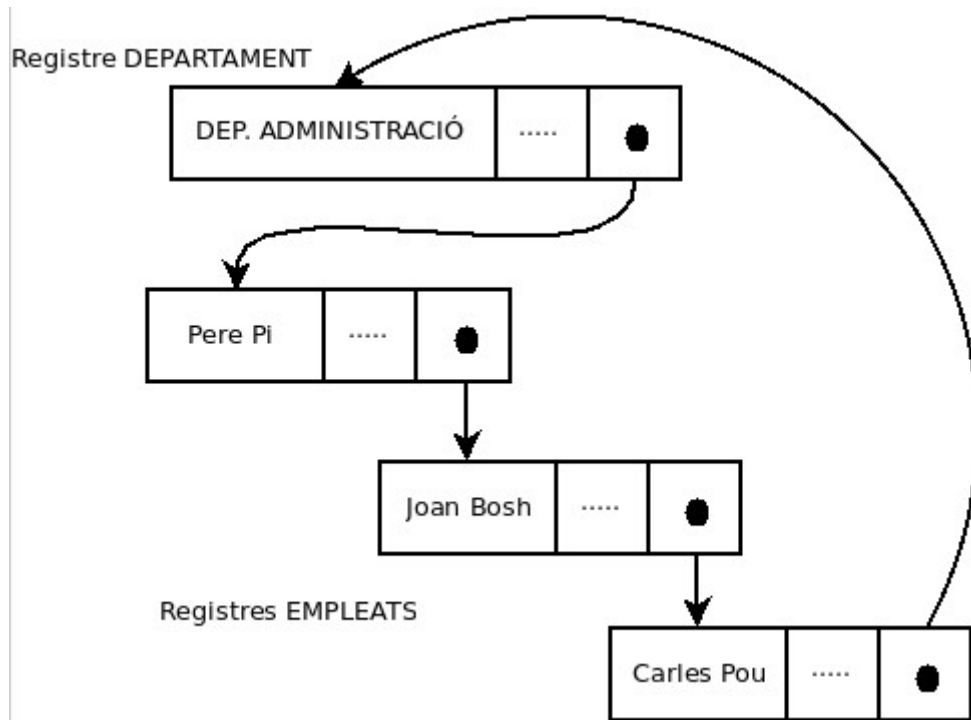 Registre DEPARTAMENT
DEP. ADMINISTRACIÓ .....
Pere Pi .....
Joan Bosh .....
Registres EMPLEATS
Carles Pou .....